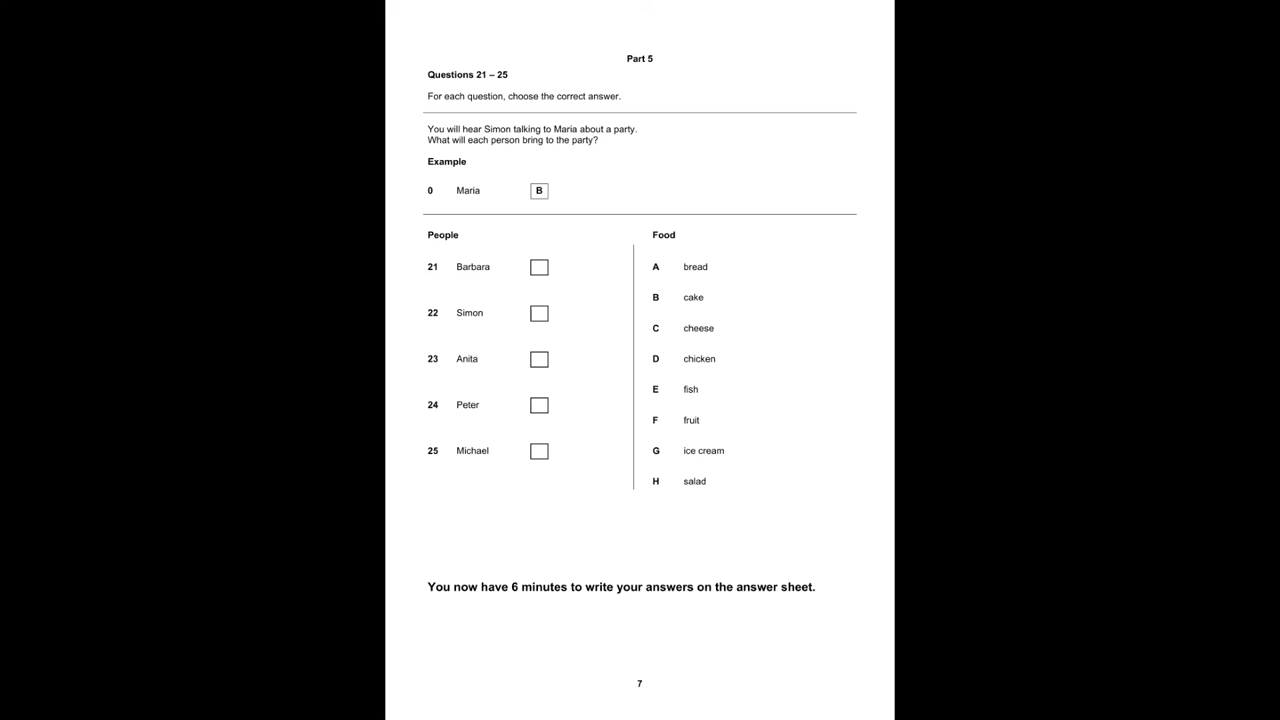 Part 5
Questions 21 – 25
For each question, choose the correct answer.
You will hear Simon talking to Maria about a party.
What will each person bring to the party?
Example
0 Maria B
People
21 Barbara
22 Simon
23 Anita
24 Peter
25 Michael
Food
A bread
B cake
C cheese
D chicken
E fish
F fruit
G ice cream
H salad
You now have 6 minutes to write your answers on the answer sheet.
7